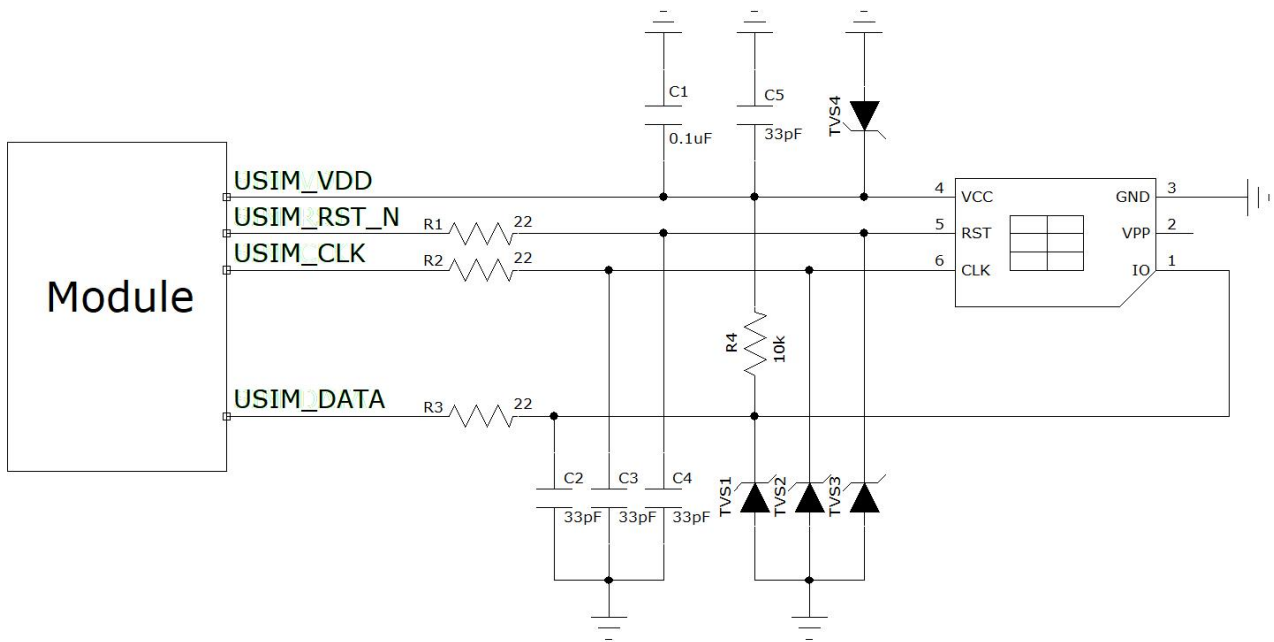 C1
0.1uF
C5
33pF
TVS4
Module
USIM_VDD
USIM_RST_N
USIM_CLK
USIM_DATA
R1
22
R2
22
R3
22
R4
10k
4
VCC
GND
3
5
RST
VPP
2
6
CLK
IO
1
C2
33pF
C3
33pF
C4
33pF
TVS1
TVS2
TVS3